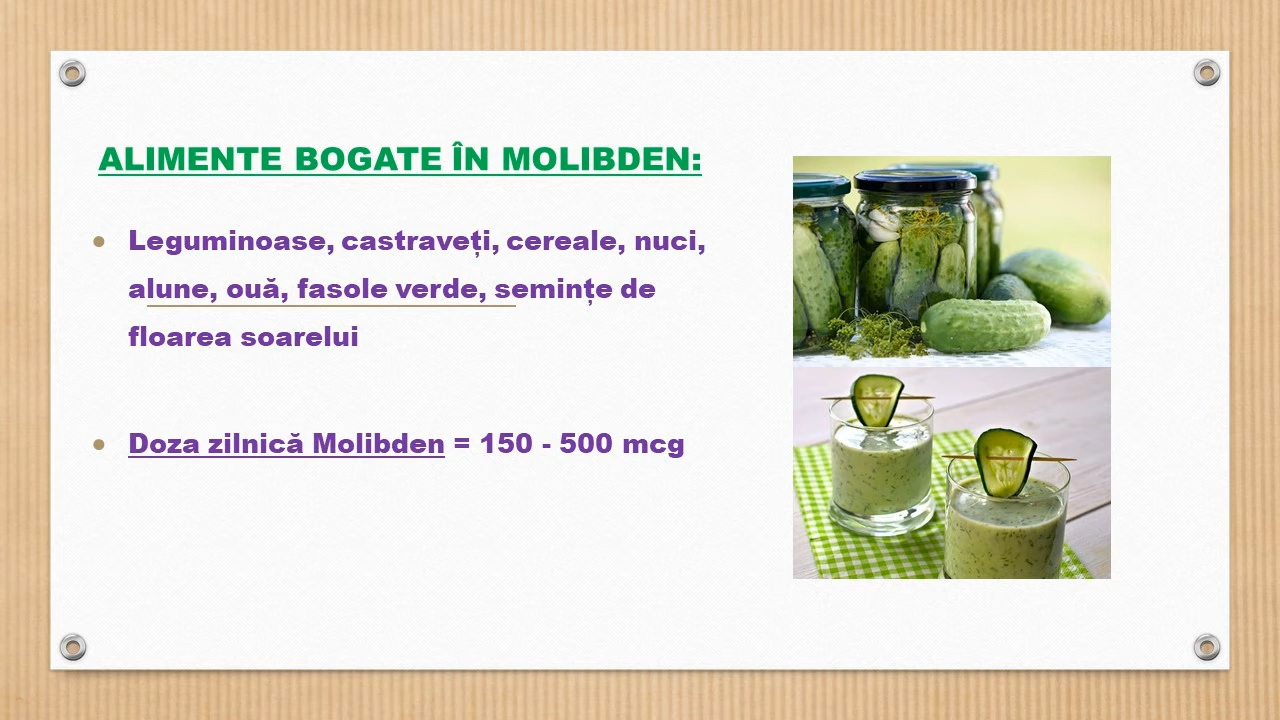 ALIMENTE BOGATE ÎN MOLIBDEN:
• Leguminoase, castraveți, cereale, nuci,
alune, ouă, fasole verde, semințe de
floarea soarelui
• Doza zilnică Molibden = 150 - 500 mcg